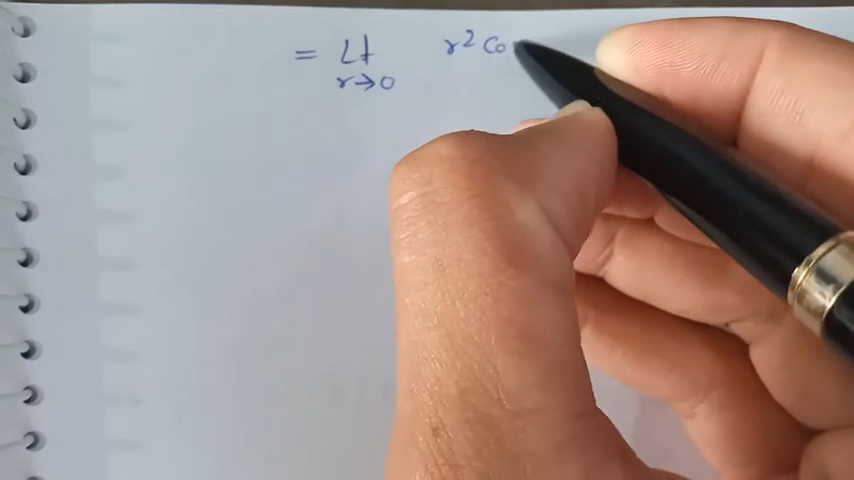 = Lt r² Co
r→0